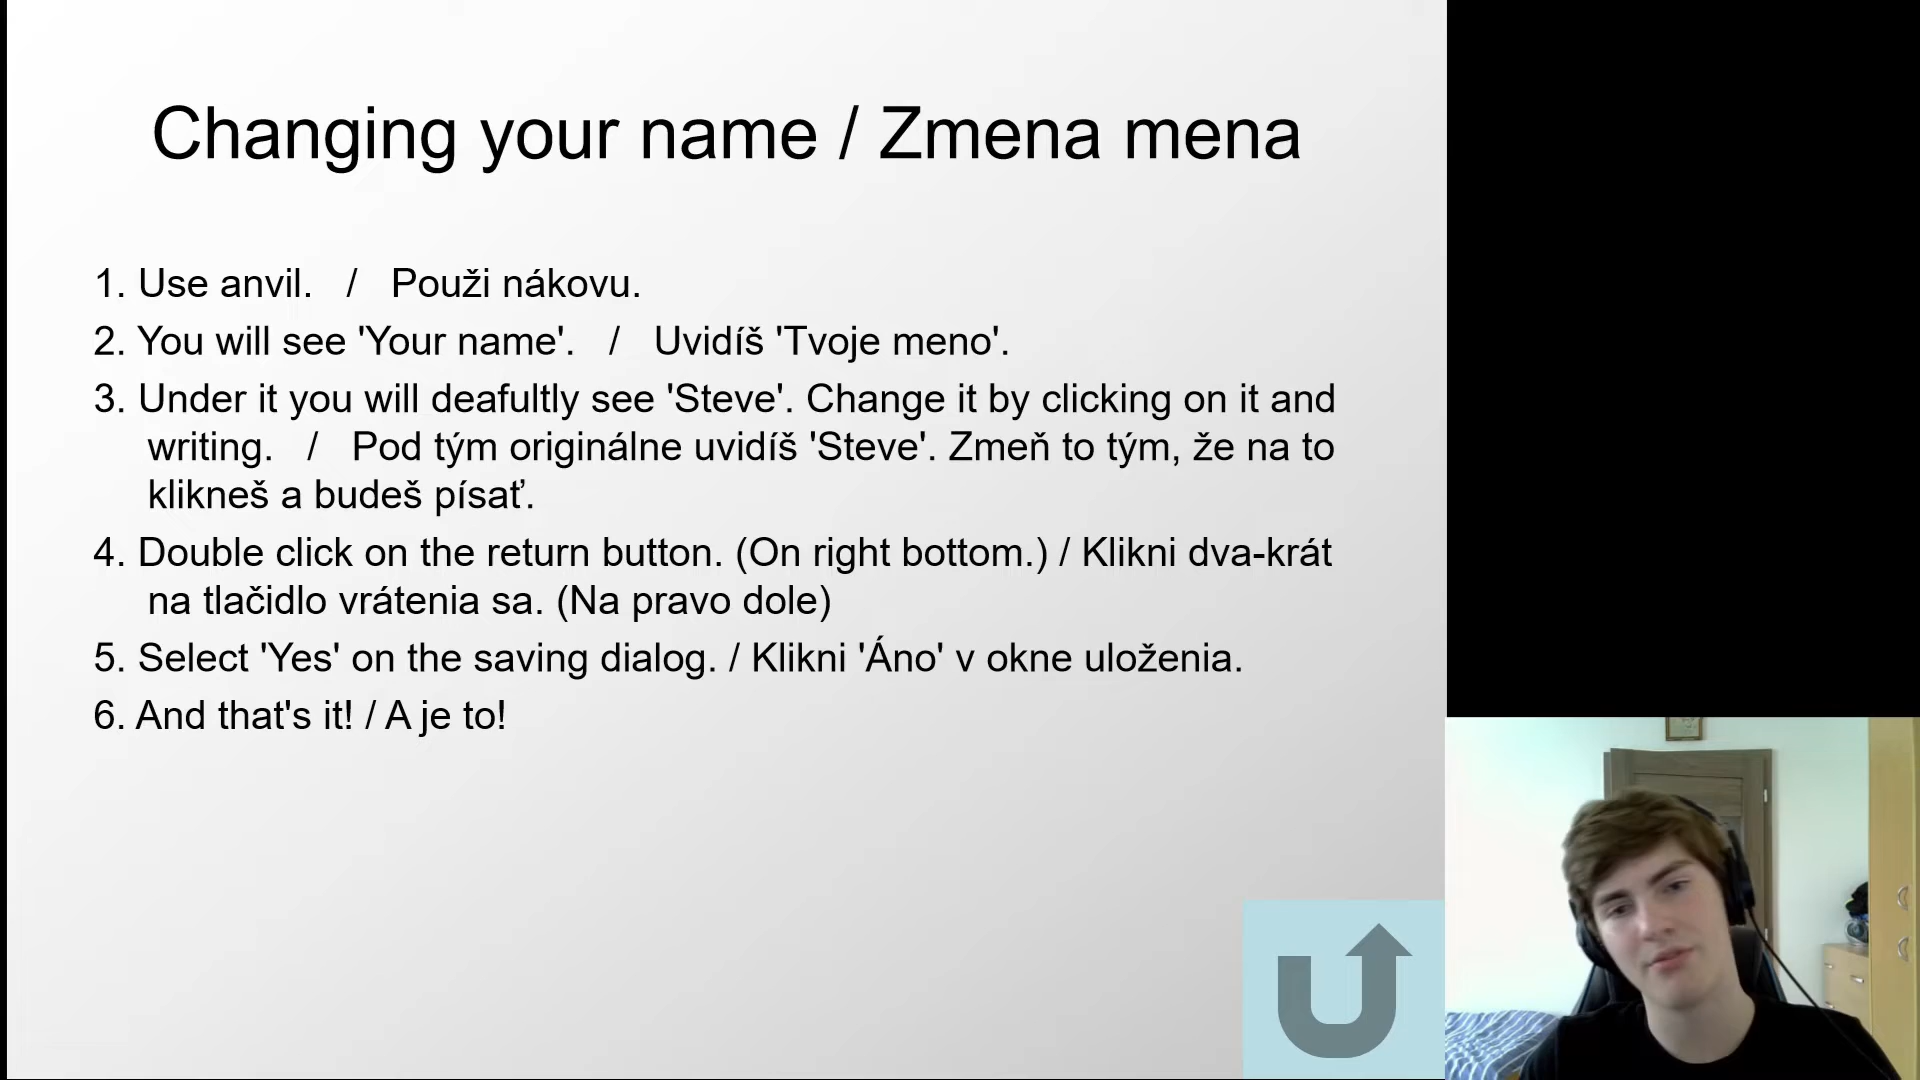 Changing your name / Zmena mena
1. Use anvil. / Použi nákovu.
2. You will see 'Your name'. / Uvidíš 'Tvoje meno'.
3. Under it you will deafultly see 'Steve'. Change it by clicking on it and
writing. / Pod tým originálne uvidíš 'Steve'. Zmeň to tým, že na to
klikneš a budeš písať.
4. Double click on the return button. (On right bottom.) / Klikni dva-krát
na tlačidlo vrátenia sa. (Na pravo dole)
5. Select 'Yes' on the saving dialog. / Klikni 'Áno' v okne uloženia.
6. And that's it! / A je to!